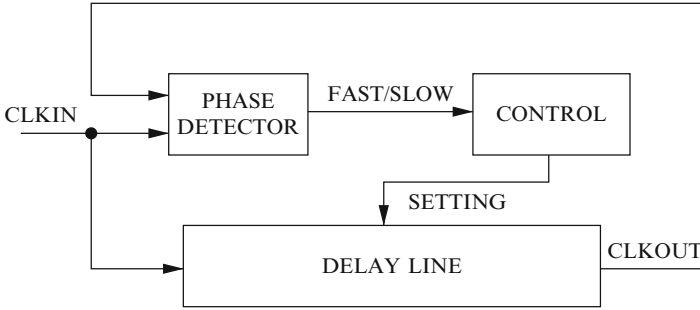 PHASE
DETECTOR
FAST/SLOW
CONTROL
CLKIN
SETTING
DELAY LINE
CLKOUT